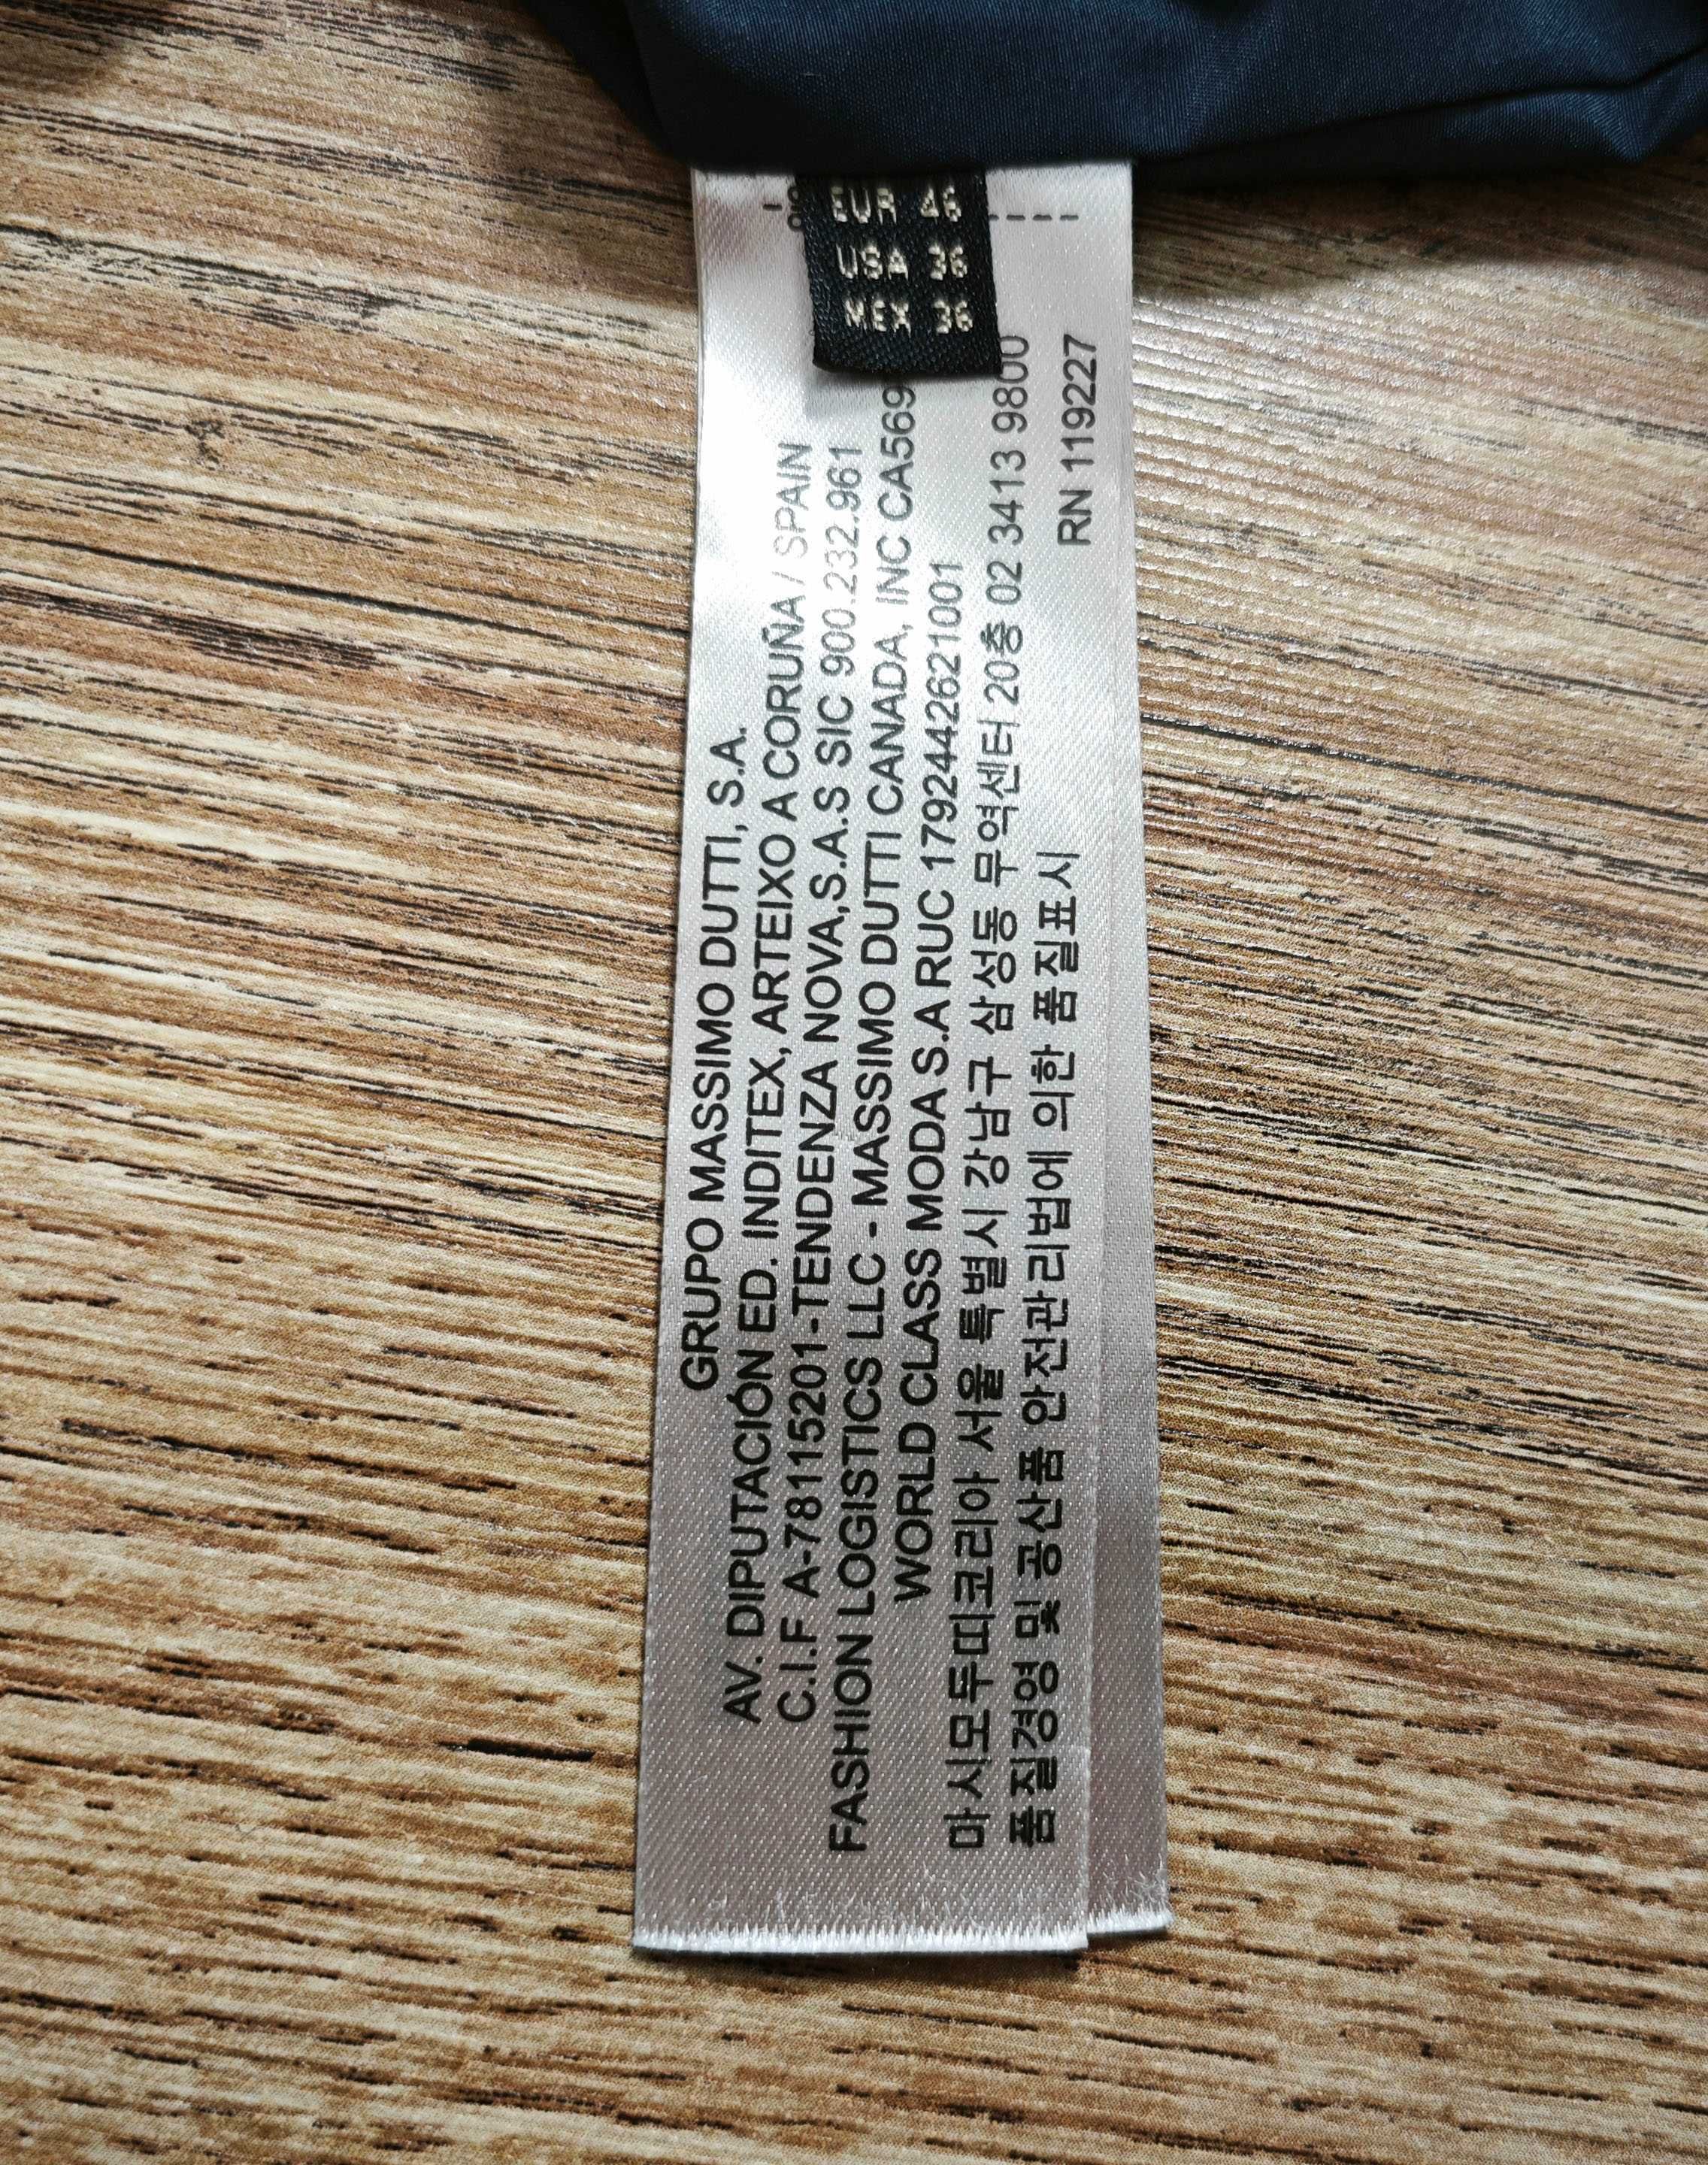 EUR 46
USA 36
MEX 36
GRUPO MASSIMO DUTTI, S.A.
AV. DIPUTACIÓN ED. INDITEX, ARTEIXO A CORUÑA / SPAIN
C.I.F A-78115201-TENDENZA NOVA,S.A.S SIC 900.232.961
FASHION LOGISTICS LLC - MASSIMO DUTTI CANADA, INC CA569
WORLD CLASS MODA S.A RUC 1792442621001
마시모두띠코리아 서울 특별시 강남구 삼성동 무역센터 20층 02 3413 9800
품질경영 및 공산품 안전관리법에 의한 품질표시
RN 119227